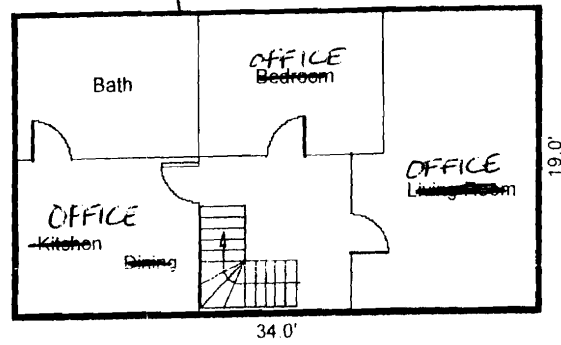 Bath
OFFICE
Bedroom
OFFICE
Living Room
19.0'
OFFICE
Kitchen
Dining
34.0'